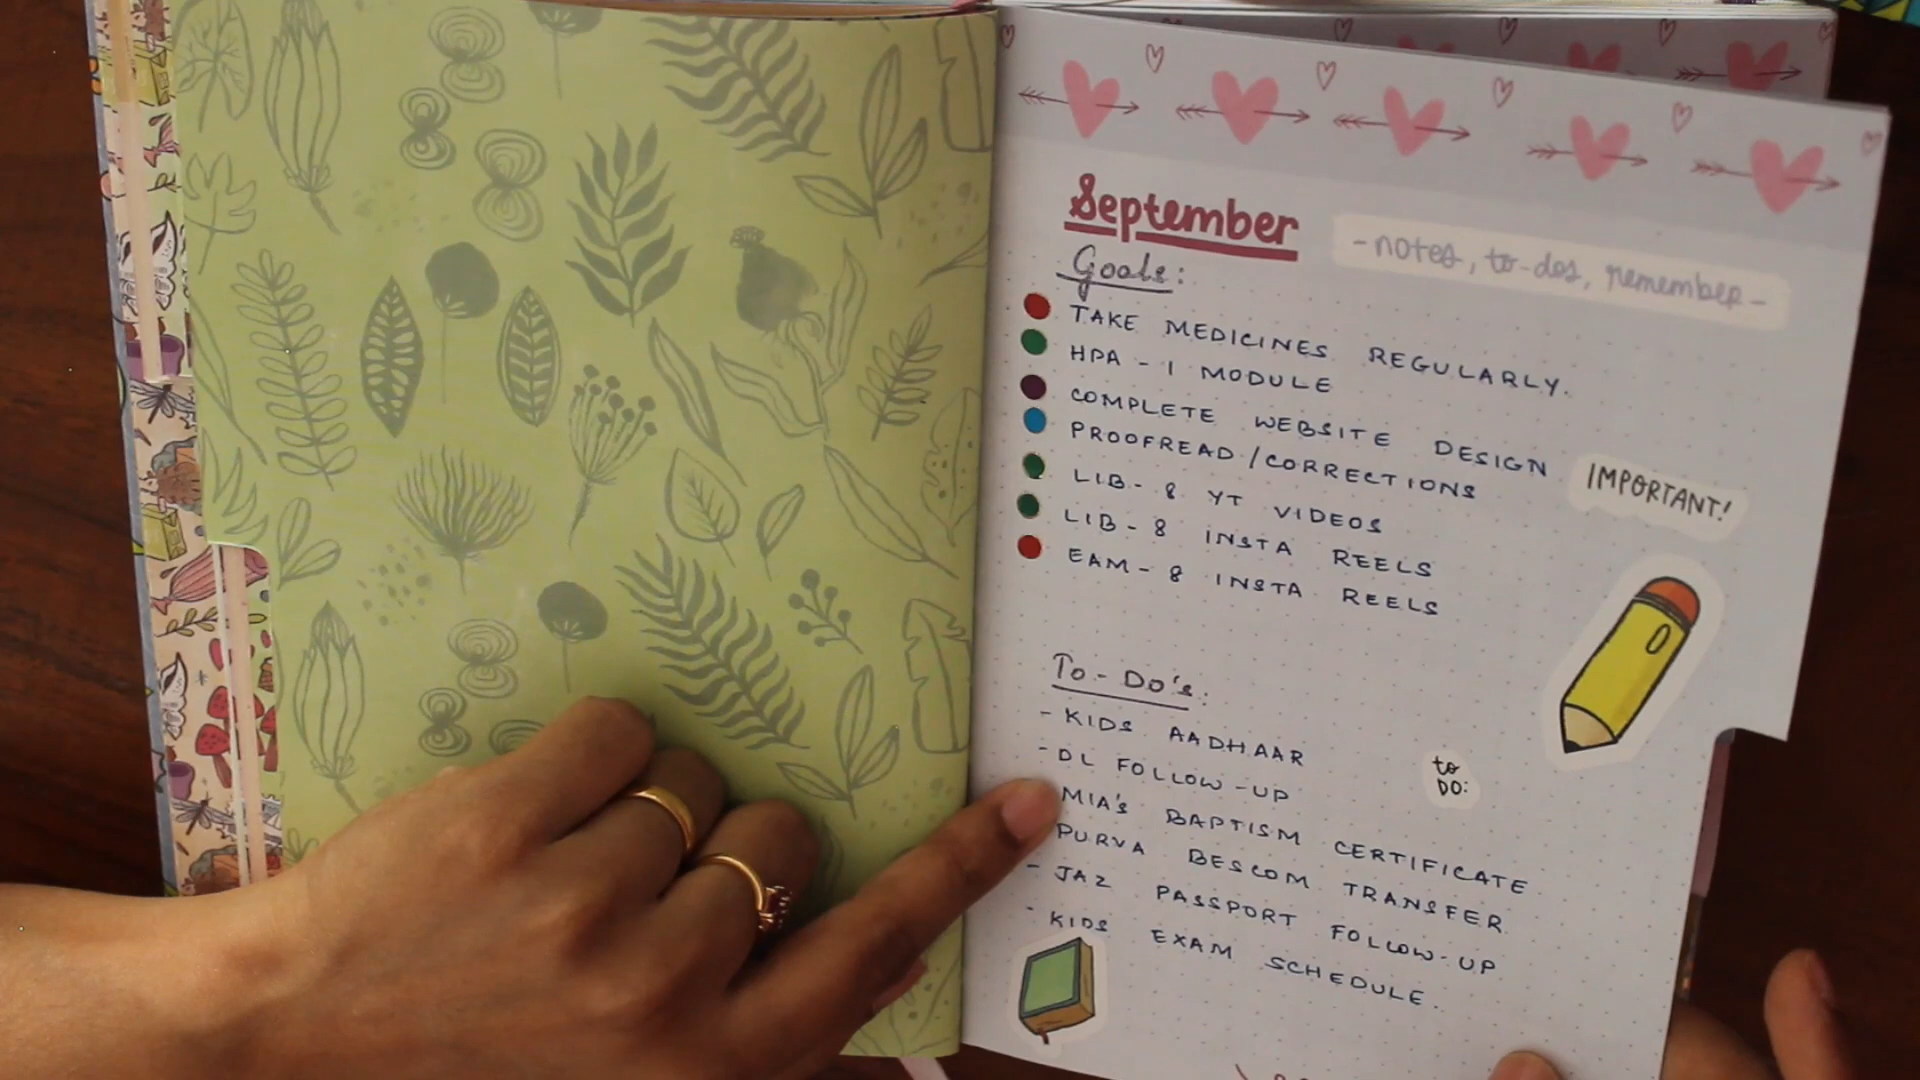 September
- notes, to-dos, remember -
Goals:
TAKE MEDICINES REGULARLY.
HPA - 1 MODULE
COMPLETE WEBSITE DESIGN
PROOFREAD / CORRECTIONS
IMPORTANT!
LIB - 8 YT VIDEOS
LIB - 8 INSTA REELS
EAM - 8 INSTA REELS
To - Do's:
- KIDS AADHAAR
- DL FOLLOW - UP
to
DO:
MIA'S BAPTISM CERTIFICATE
PURVA BESCOM TRANSFER
- JAZ PASSPORT FOLLOW - UP
- KIDS EXAM SCHEDULE.